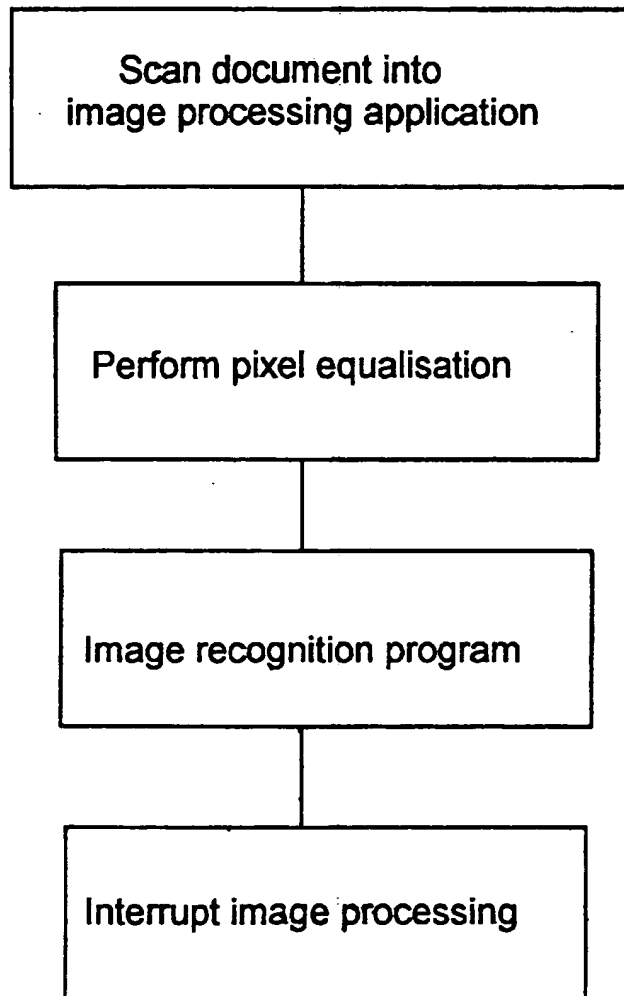 Scan document into
image processing application
Perform pixel equalisation
Image recognition program
Interrupt image processing